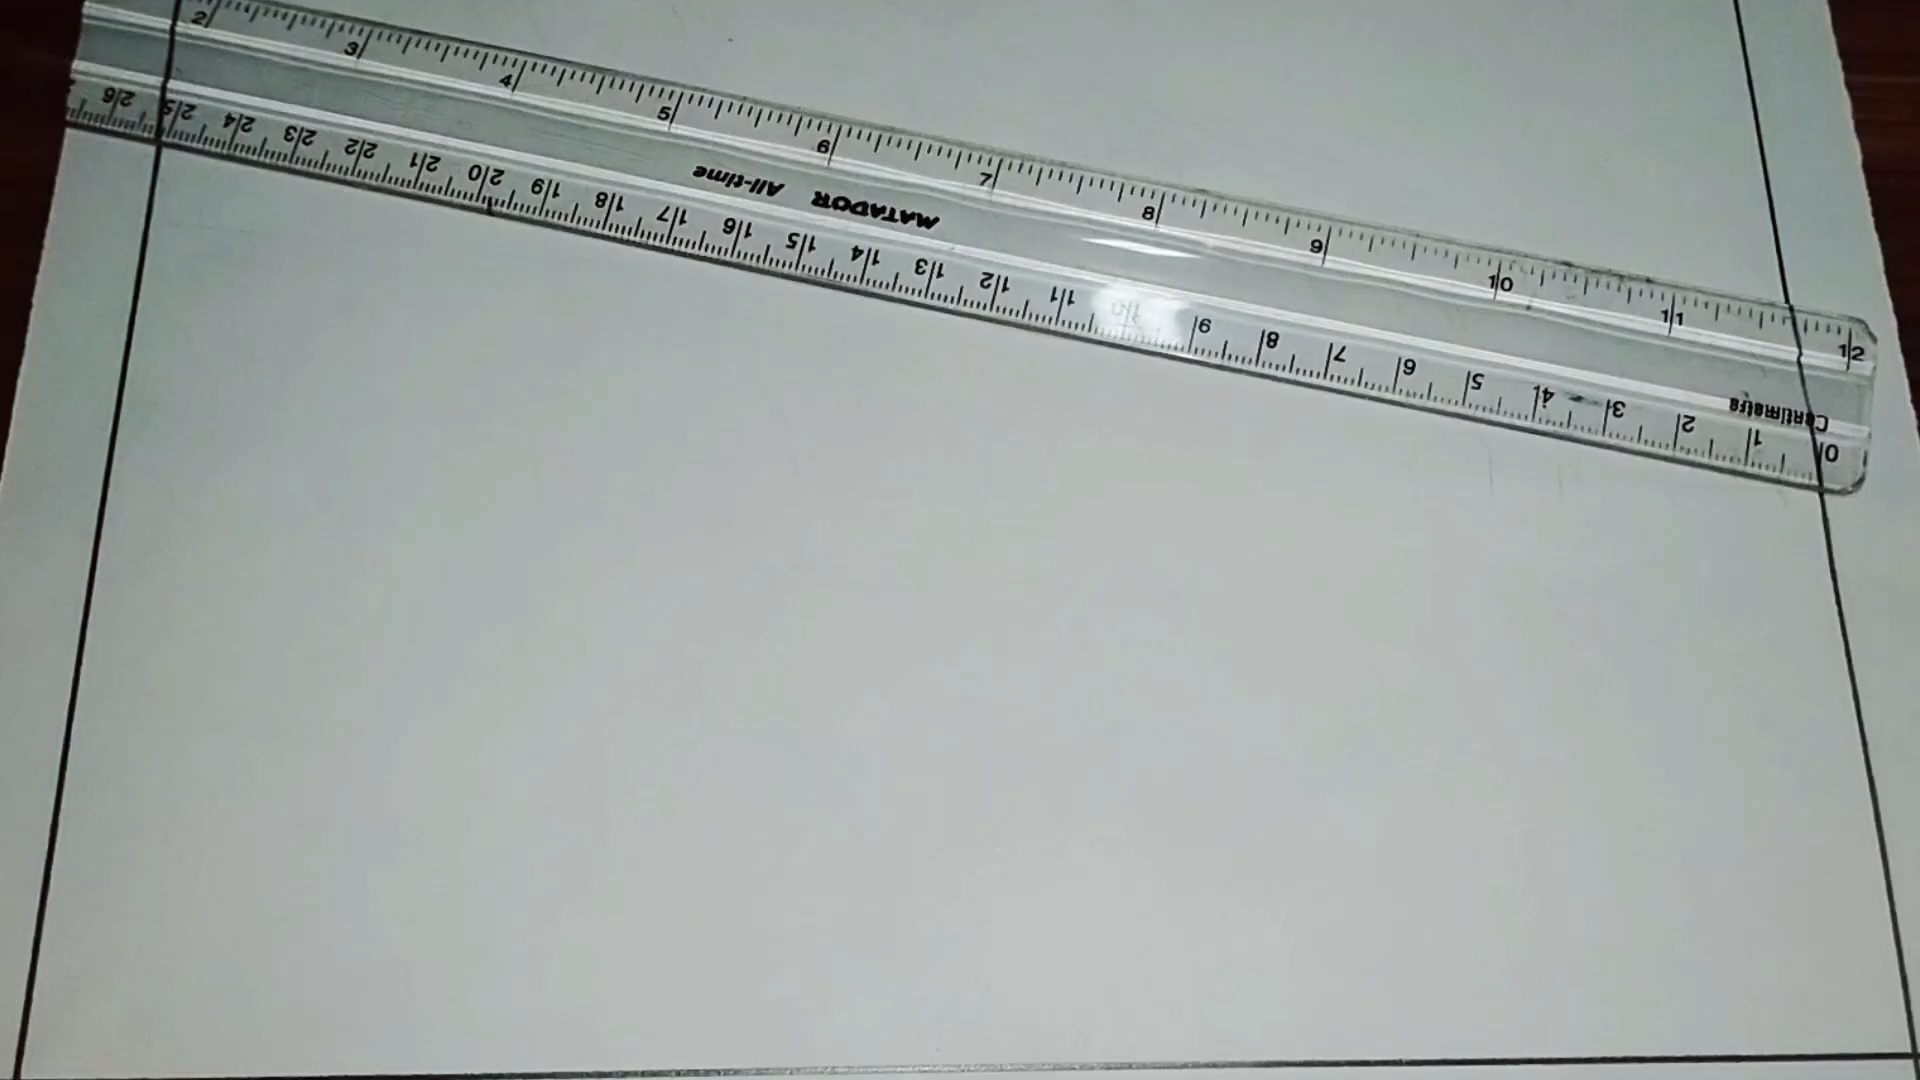 2 3 4 5 6 7 8 9 10 11 12
MATADOR All-time
Centimetre
0 1 2 3 4 5 6 7 8 9 10 11 12 13 14 15 16 17 18 19 20 21 22 23 24 25 26